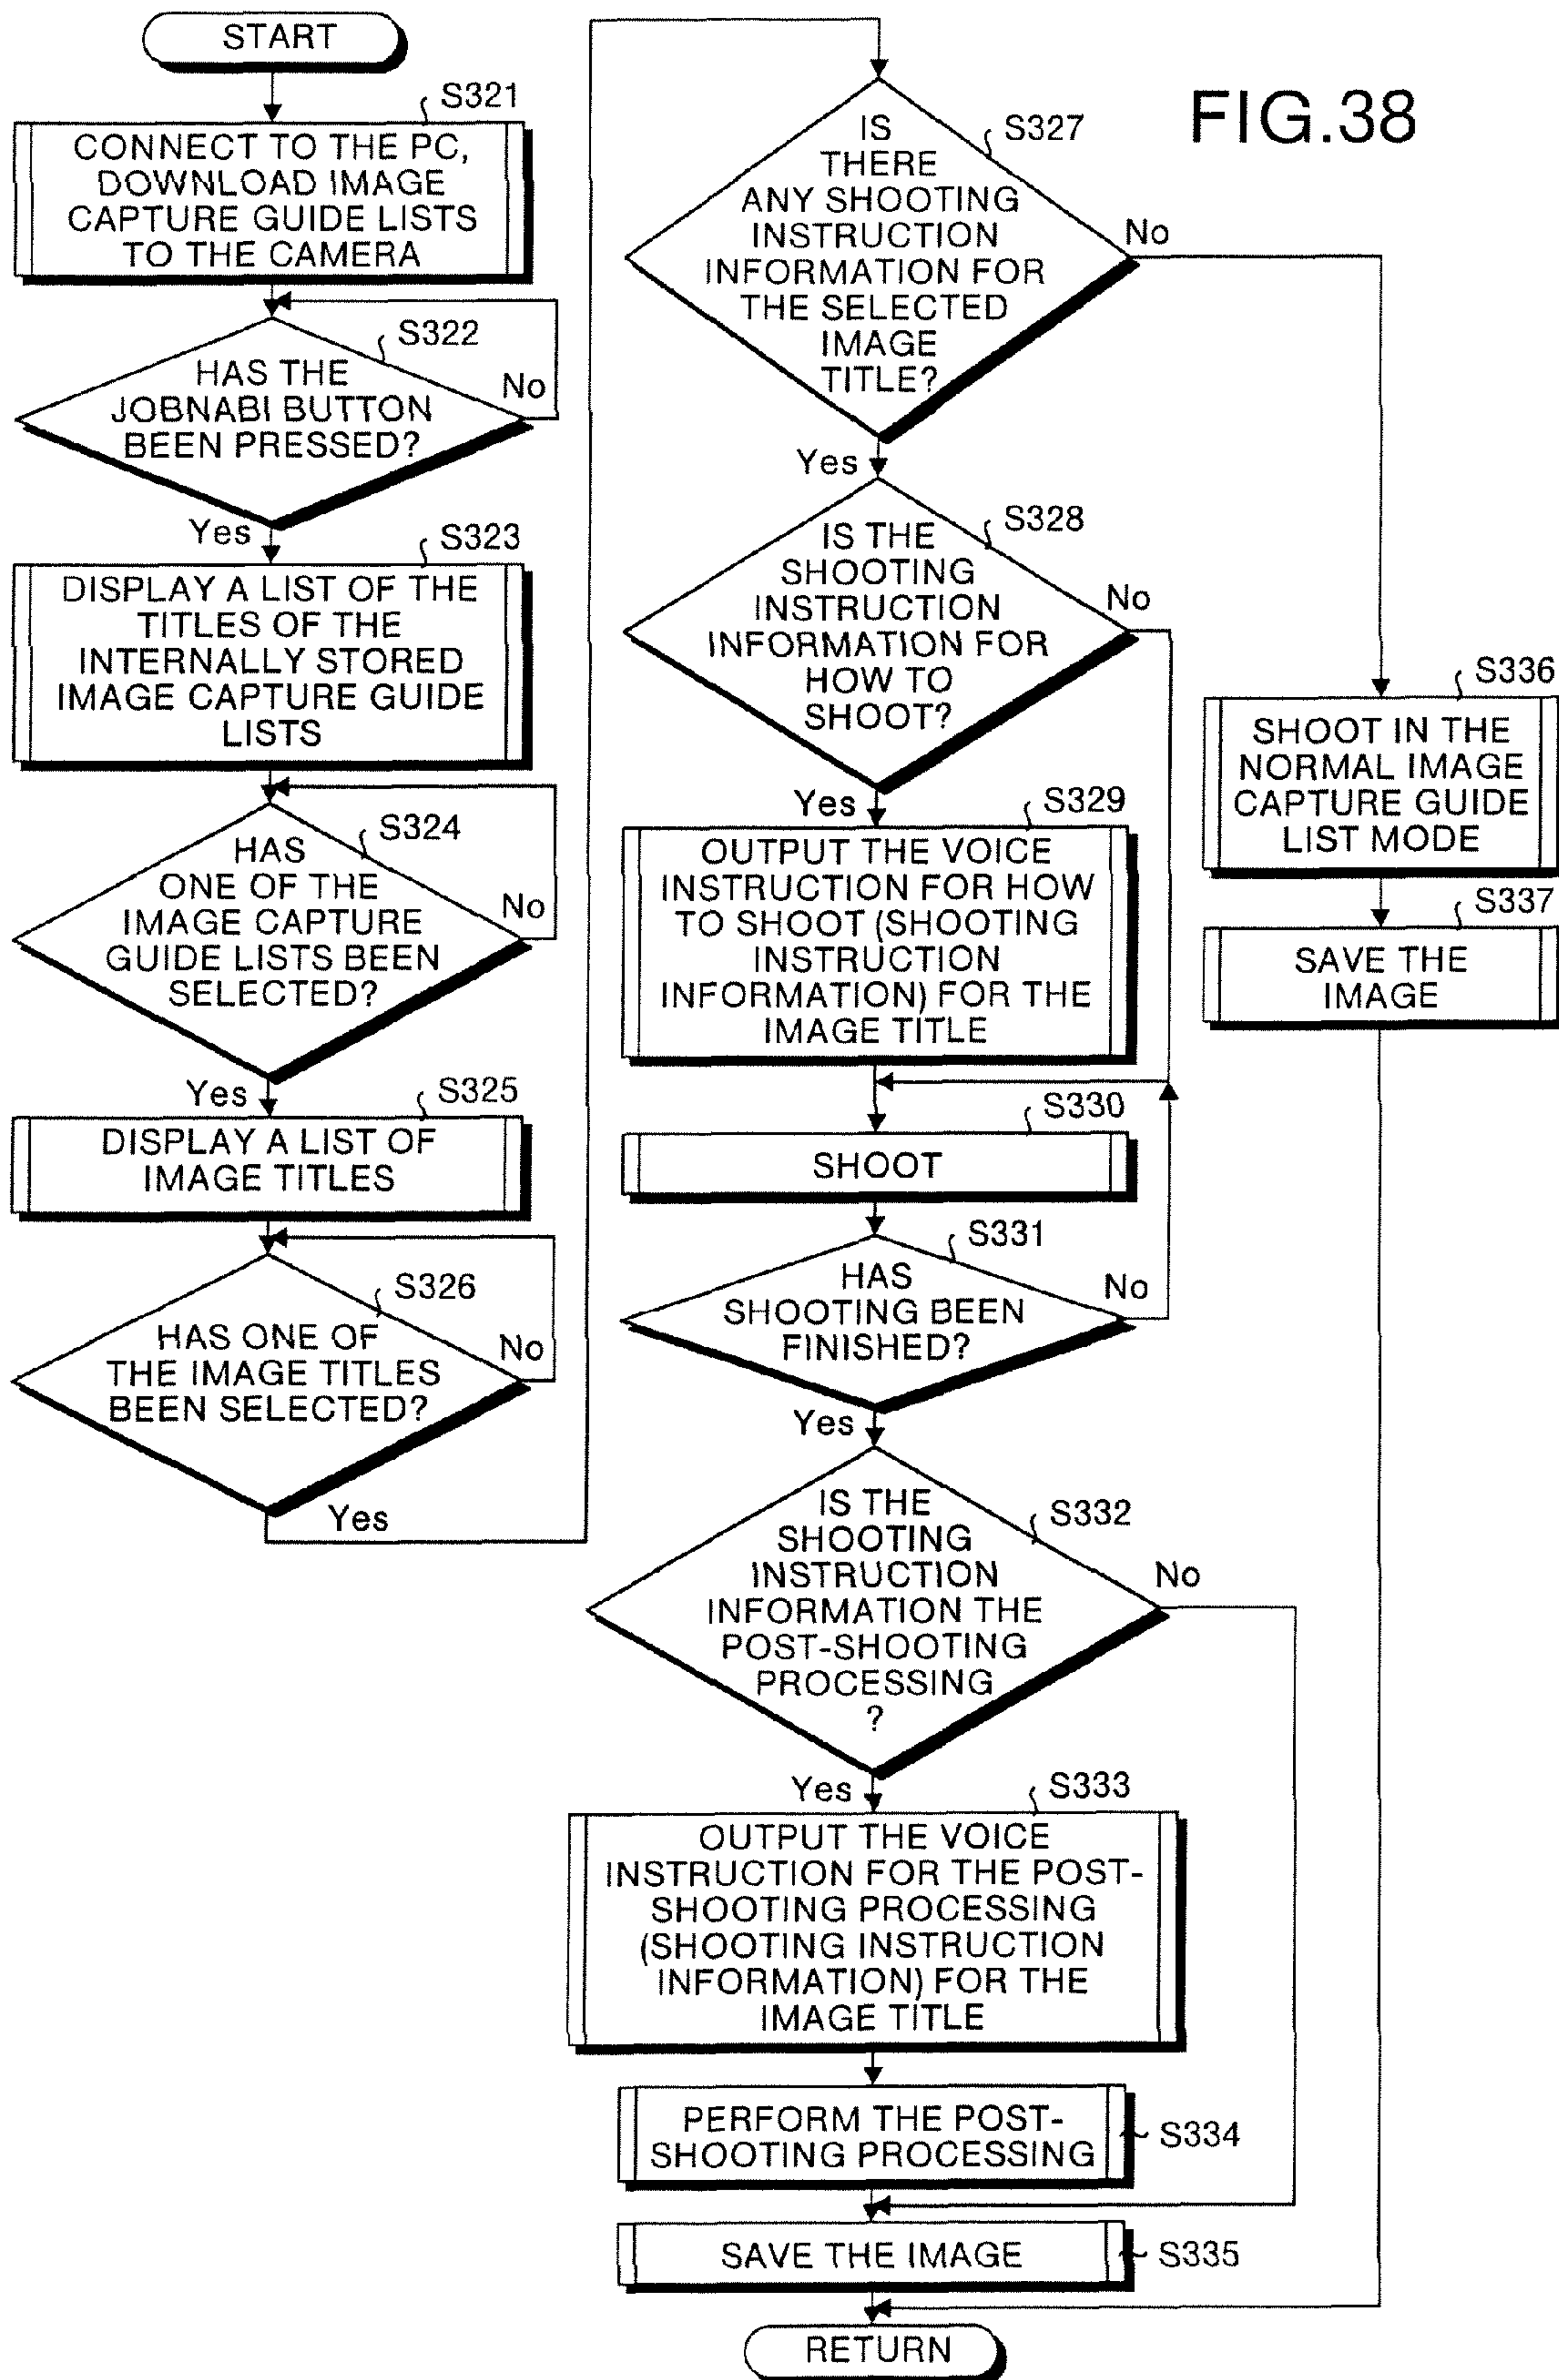 START
S321
CONNECT TO THE PC,
DOWNLOAD IMAGE
CAPTURE GUIDE LISTS
TO THE CAMERA
S322
HAS THE
JOBNABI BUTTON
BEEN PRESSED?
No
Yes
S323
DISPLAY A LIST OF THE
TITLES OF THE
INTERNALLY STORED
IMAGE CAPTURE GUIDE
LISTS
S324
HAS
ONE OF THE
IMAGE CAPTURE
GUIDE LISTS BEEN
SELECTED?
No
Yes
S325
DISPLAY A LIST OF
IMAGE TITLES
S326
HAS ONE OF
THE IMAGE TITLES
BEEN SELECTED?
No
Yes
FIG.38
S327
IS
THERE
ANY SHOOTING
INSTRUCTION
INFORMATION FOR
THE SELECTED
IMAGE
TITLE?
No
Yes
S328
IS THE
SHOOTING
INSTRUCTION
INFORMATION FOR
HOW TO
SHOOT?
No
Yes
S329
OUTPUT THE VOICE
INSTRUCTION FOR HOW
TO SHOOT (SHOOTING
INSTRUCTION
INFORMATION) FOR THE
IMAGE TITLE
S330
SHOOT
S331
HAS
SHOOTING BEEN
FINISHED?
No
Yes
S332
IS THE
SHOOTING
INSTRUCTION
INFORMATION THE
POST-SHOOTING
PROCESSING
?
No
Yes
S333
OUTPUT THE VOICE
INSTRUCTION FOR THE POST-
SHOOTING PROCESSING
(SHOOTING INSTRUCTION
INFORMATION) FOR THE
IMAGE TITLE
PERFORM THE POST-
SHOOTING PROCESSING
S334
SAVE THE IMAGE
S335
RETURN
S336
SHOOT IN THE
NORMAL IMAGE
CAPTURE GUIDE
LIST MODE
S337
SAVE THE
IMAGE